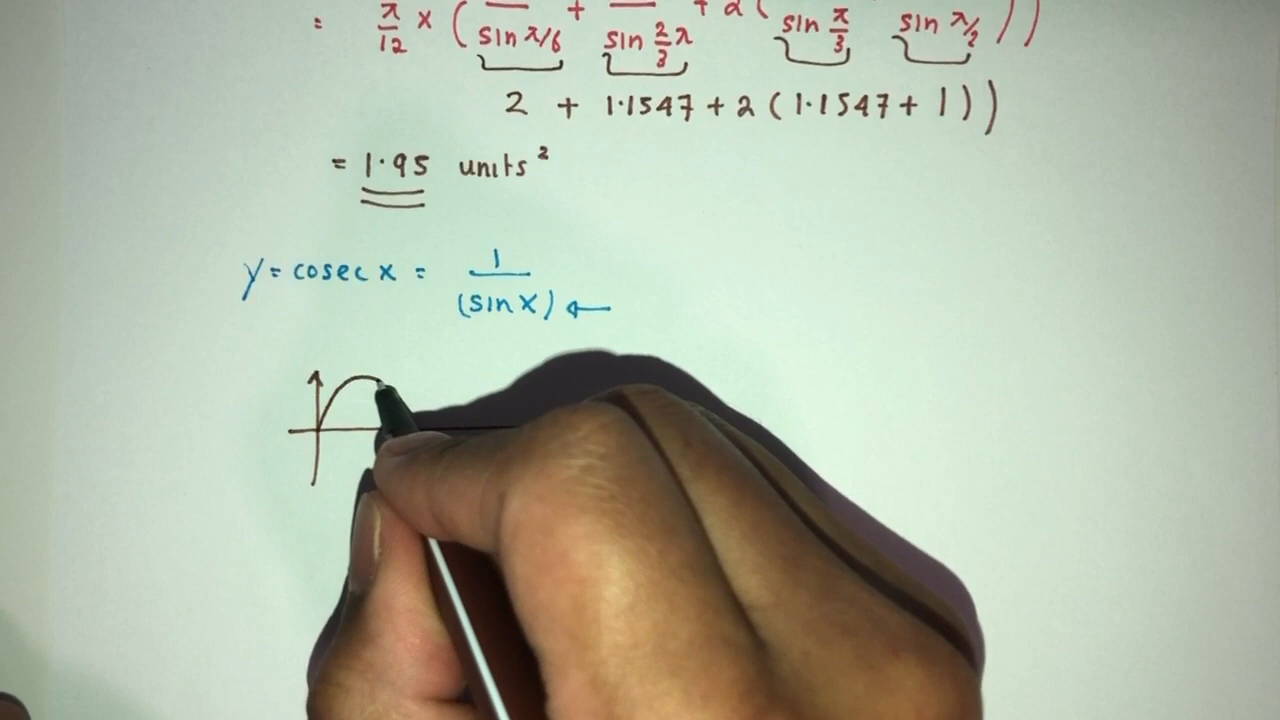 = π/12 × ( — / sin π/6 + — / sin 2/3 π + 2 ( sin π/3 sin π/2 ) )
2 + 1.1547 + 2 ( 1.1547 + 1 ) )
= 1.95 units²
y = cosec x = 1 / (sin x) ←